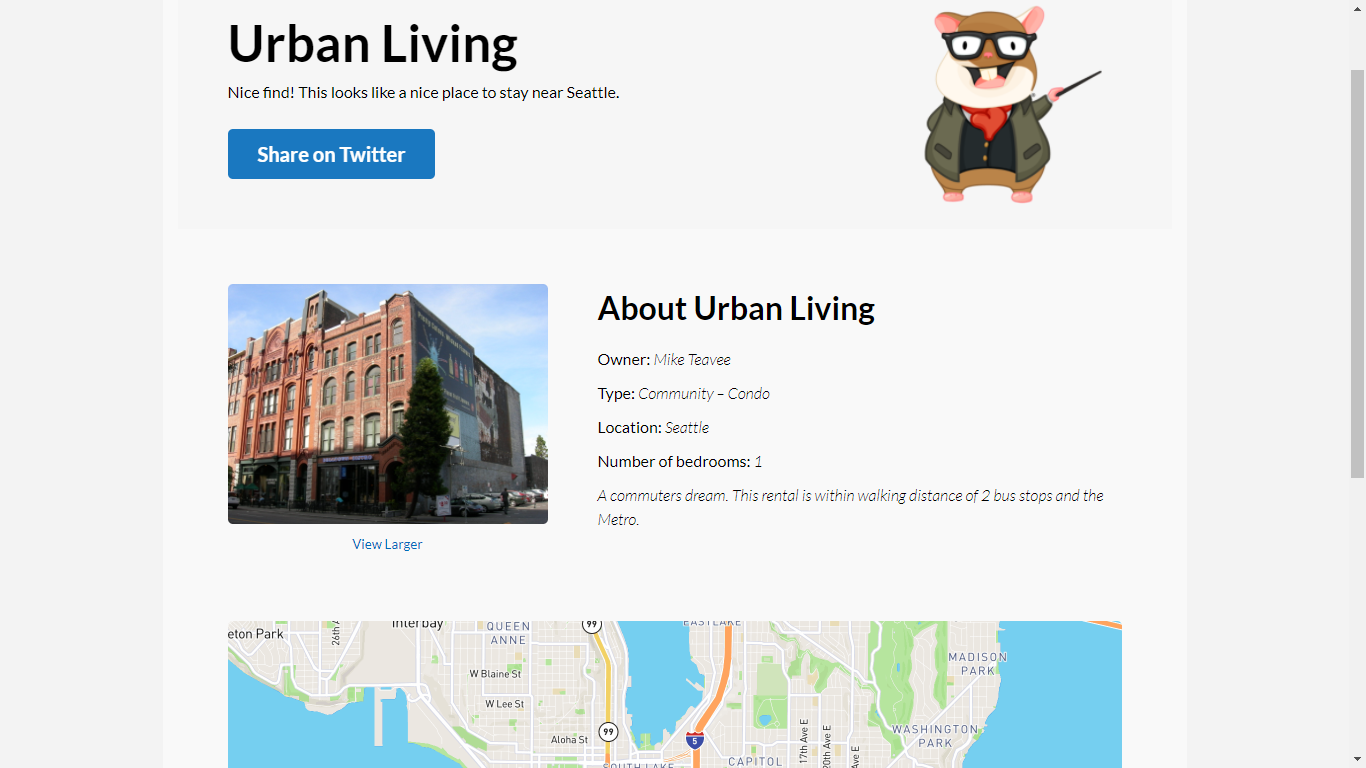 Urban Living
Nice find! This looks like a nice place to stay near Seattle.
Share on Twitter
About Urban Living
Owner: Mike Teavee
Type: Community – Condo
Location: Seattle
Number of bedrooms: 1
A commuters dream. This rental is within walking distance of 2 bus stops and the
Metro.
View Larger
eton Park
26th A
Interbay
QUEEN
ANNE
99
EASTLAKE
MADISON
PARK
W Blaine St
W Lee St
99
Aloha St
5
17th Ave E
20th Ave E
Ave E
WASHINGTON
PARK
SOUTH LAKE
CAPITOL